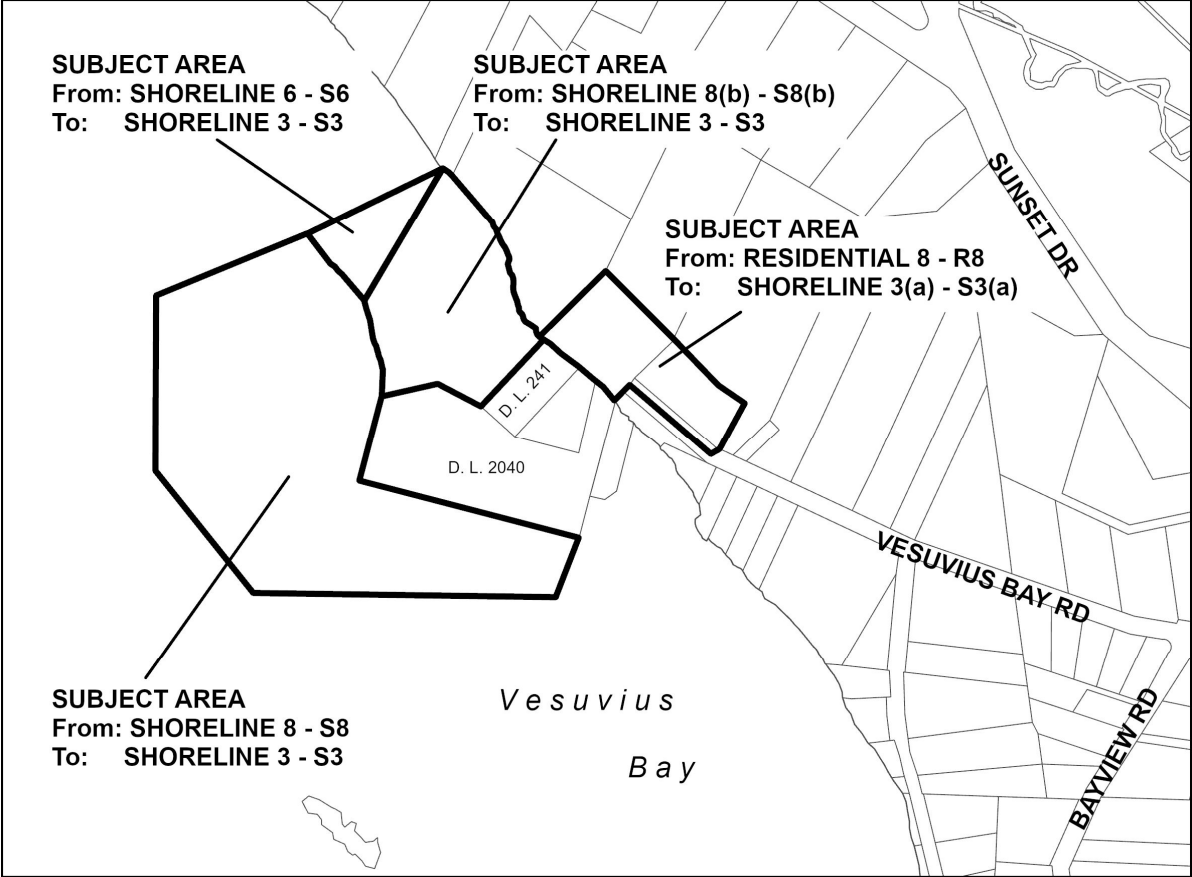 SUBJECT AREA
From: SHORELINE 6 - S6
To: SHORELINE 3 - S3
SUBJECT AREA
From: SHORELINE 8(b) - S8(b)
To: SHORELINE 3 - S3
SUNSET DR
SUBJECT AREA
From: RESIDENTIAL 8 - R8
To: SHORELINE 3(a) - S3(a)
D. L. 241
D. L. 2040
VESUVIUS BAY RD
SUBJECT AREA
From: SHORELINE 8 - S8
To: SHORELINE 3 - S3
Vesuvius
Bay
BAYVIEW RD